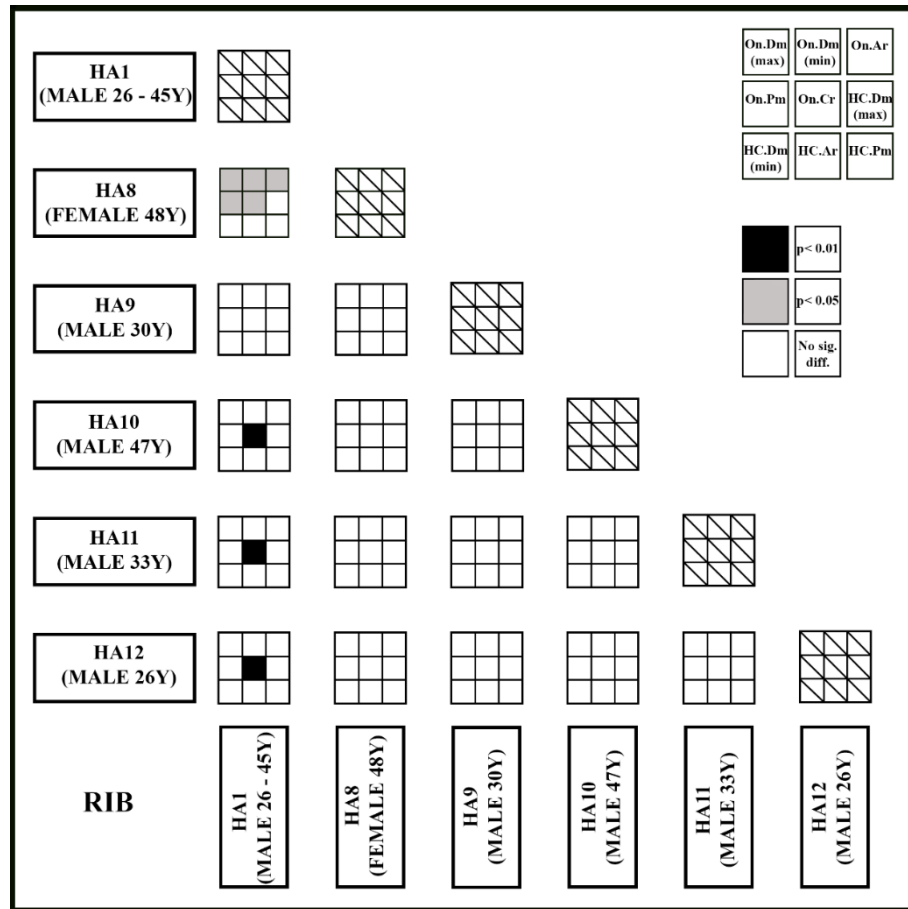 HA1
(MALE 26 - 45Y)
On.Dm
(max)
On.Dm
(min)
On.Ar
On.Pm
On.Cr
HC.Dm
(max)
HC.Dm
(min)
HC.Ar
HC.Pm
HA8
(FEMALE 48Y)
p< 0.01
p< 0.05
No sig.
diff.
HA9
(MALE 30Y)
HA10
(MALE 47Y)
HA11
(MALE 33Y)
HA12
(MALE 26Y)
RIB
HA1
(MALE 26 - 45Y)
HA8
(FEMALE 48Y)
HA9
(MALE 30Y)
HA10
(MALE 47Y)
HA11
(MALE 33Y)
HA12
(MALE 26Y)